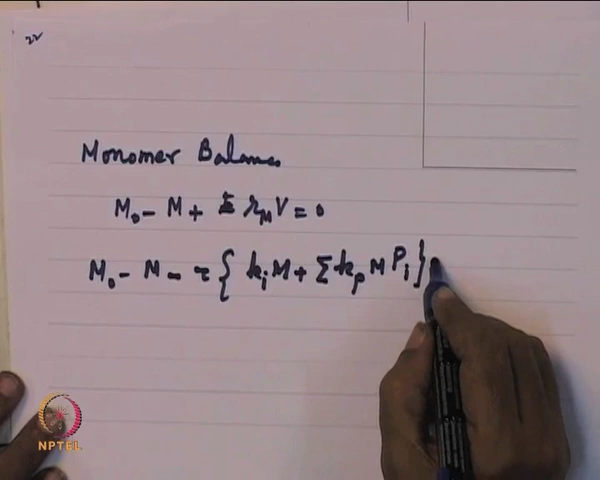 22
Monomer Balance
M₀ - M + Σ r_M V = 0
M₀ - M - τ { k_i M + Σ k_p M P_i }
NPTEL